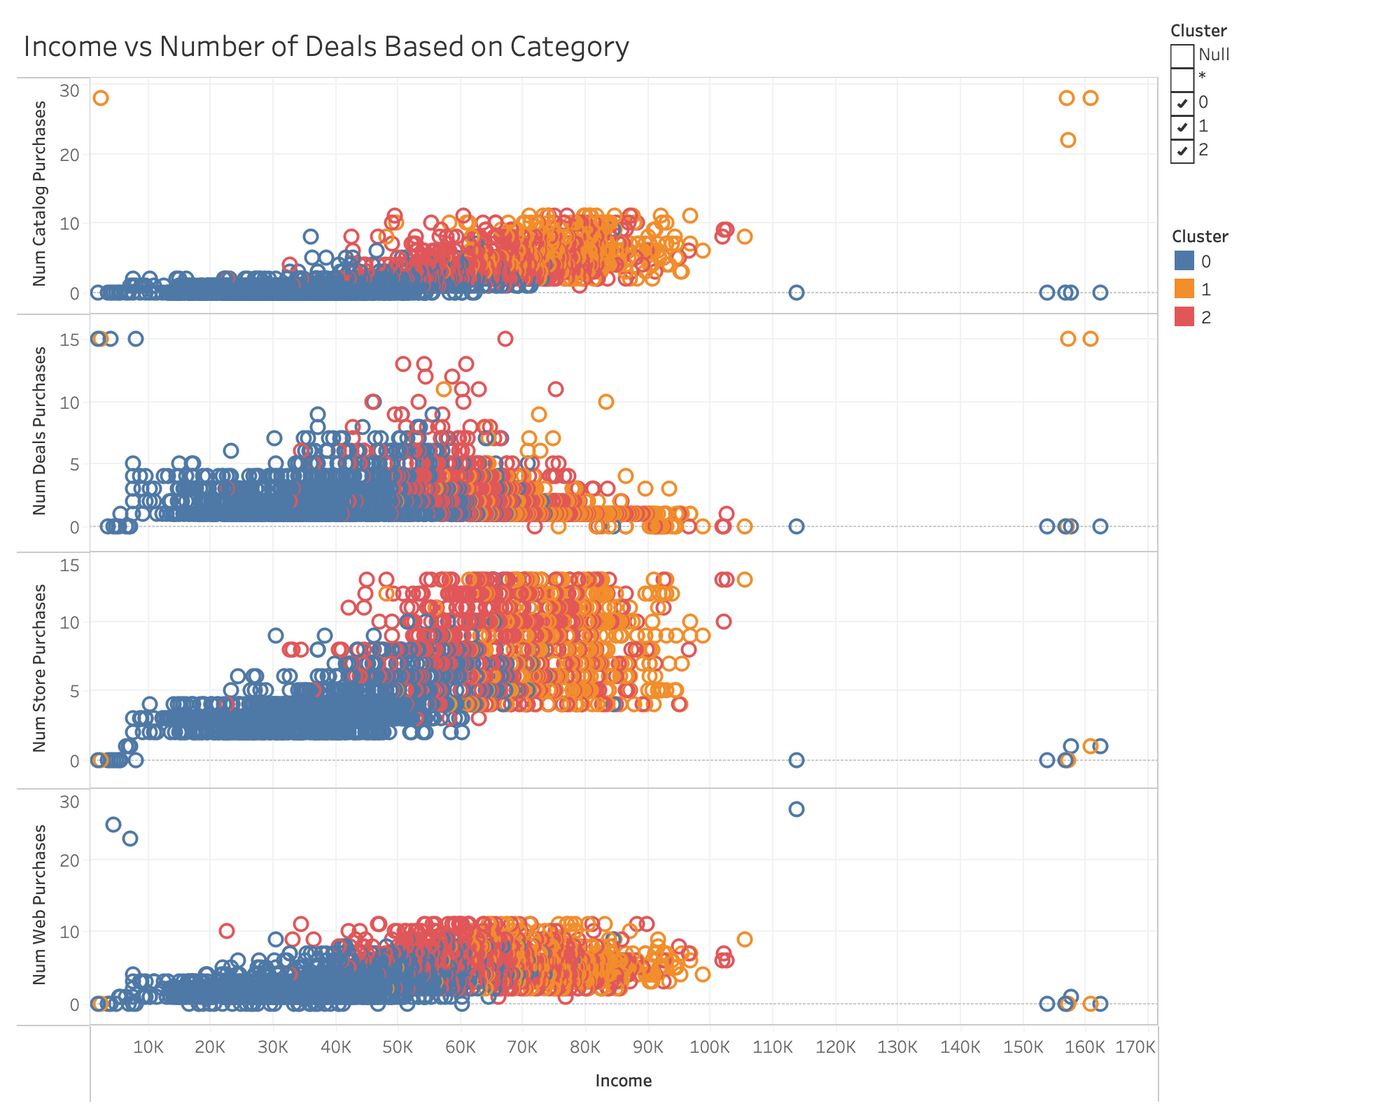 Income vs Number of Deals Based on Category
Cluster
Null
*
0
1
2
Cluster
0
1
2
Num Catalog Purchases
30
20
10
0
Num Deals Purchases
15
10
5
0
Num Store Purchases
15
10
5
0
Num Web Purchases
30
20
10
0
10K 20K 30K 40K 50K 60K 70K 80K 90K 100K 110K 120K 130K 140K 150K 160K 170K
Income